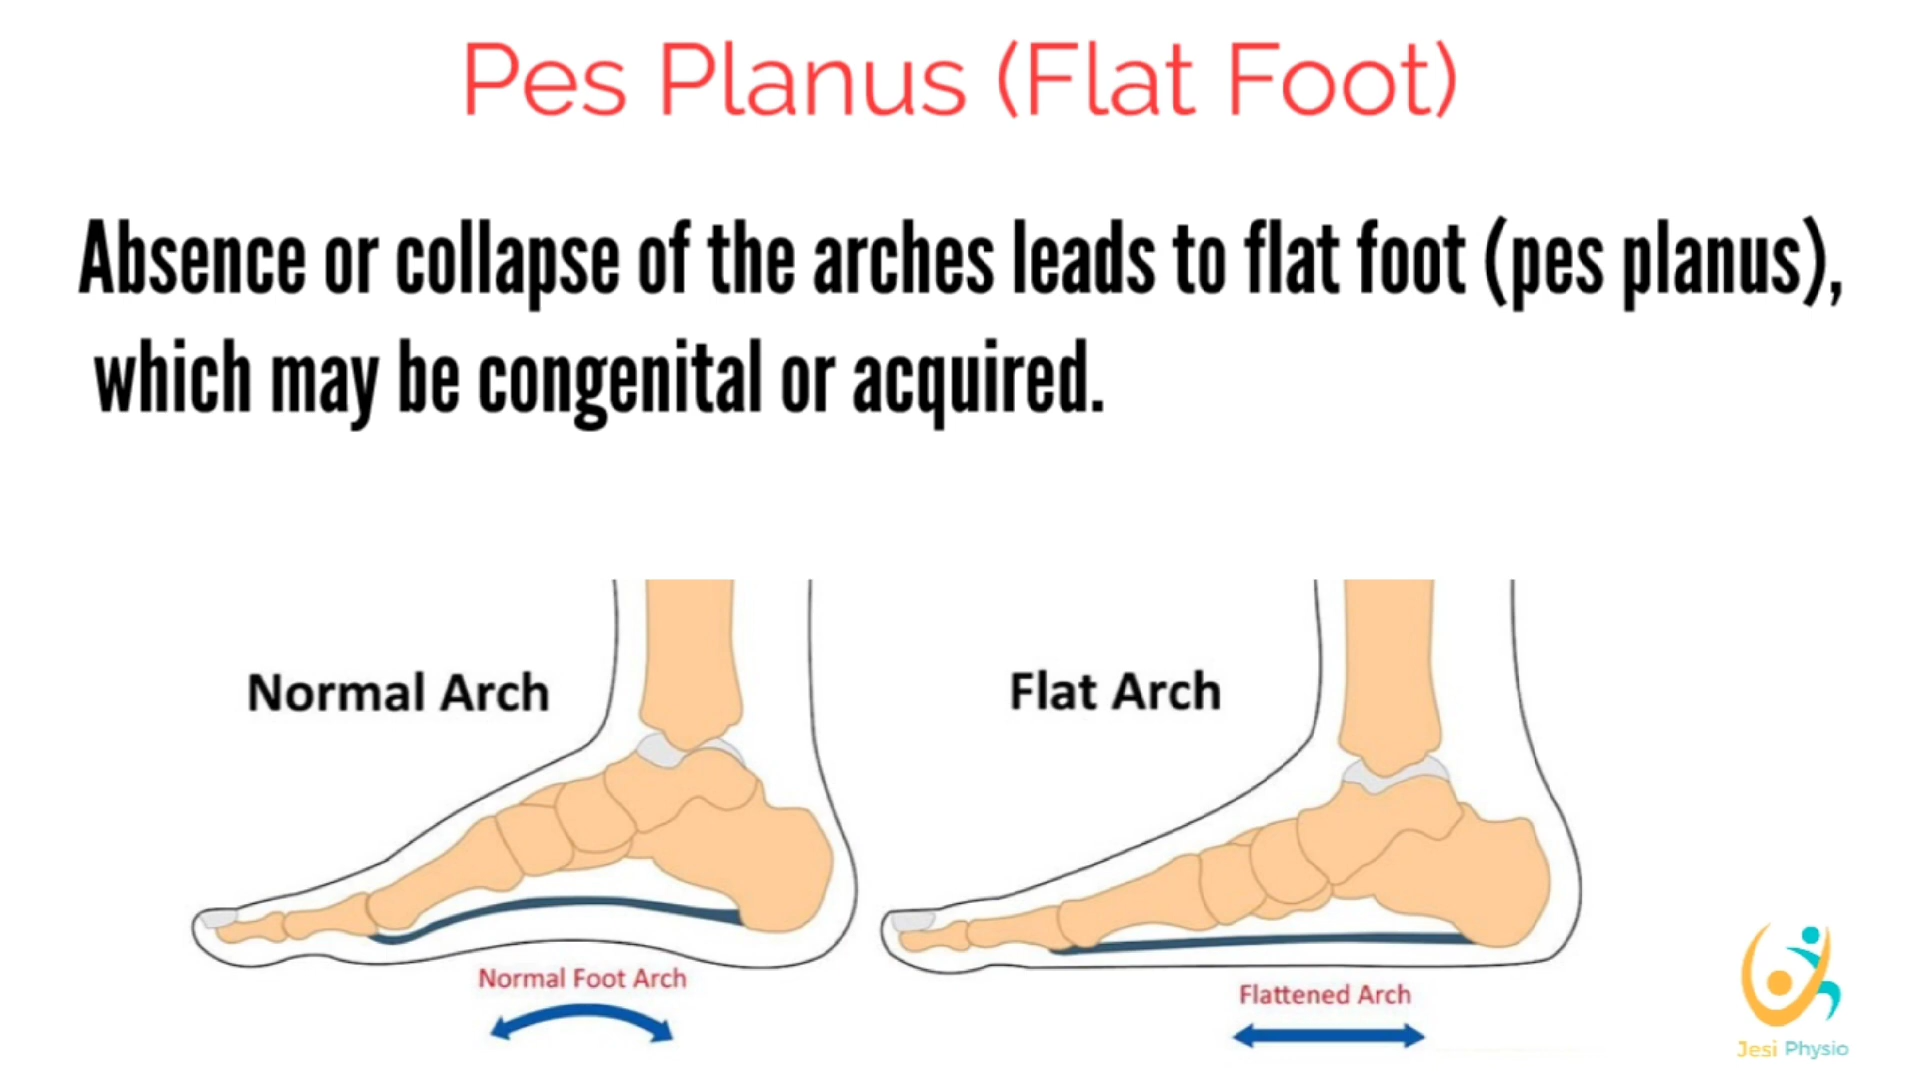 Pes Planus (Flat Foot)
Absence or collapse of the arches leads to flat foot (pes planus),
which may be congenital or acquired.
Normal Arch
Flat Arch
Normal Foot Arch
Flattened Arch
Jesi Physio